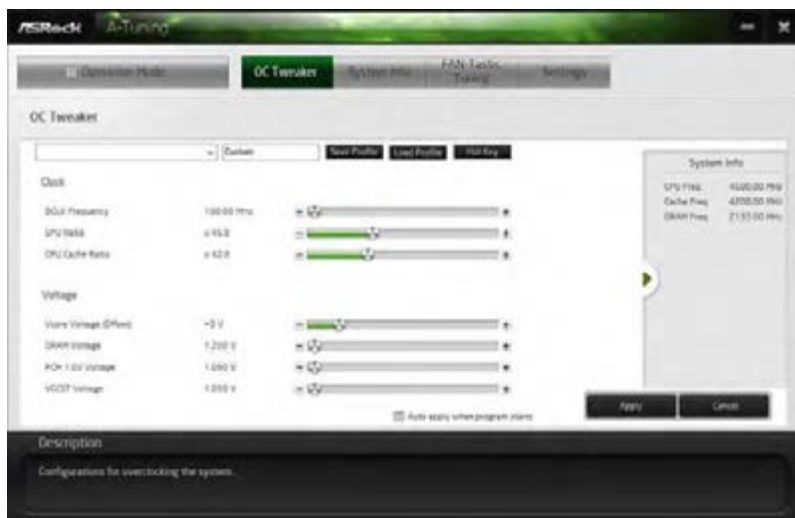 ASRock A-Tuning
Operation Mode OC Tweaker System Info FAN-Tastic Tuning Settings
OC Tweaker
Custom Save Profile Load Profile Hot Key
Clock
BCLK Frequency 100.00 MHz
CPU Ratio x 45.0
CPU Cache Ratio x 42.0
Voltage
Vcore Voltage (Offset) +0 V
DRAM Voltage 1.200 V
PCH 1.0V Voltage
VCCST Voltage
Auto apply when program starts
System Info
CPU Freq 4500.00 MHz
Cache Freq 4200.00 MHz
DRAM Freq 2133.00 MHz
Apply Cancel
Description
Configurations for overclocking the system.